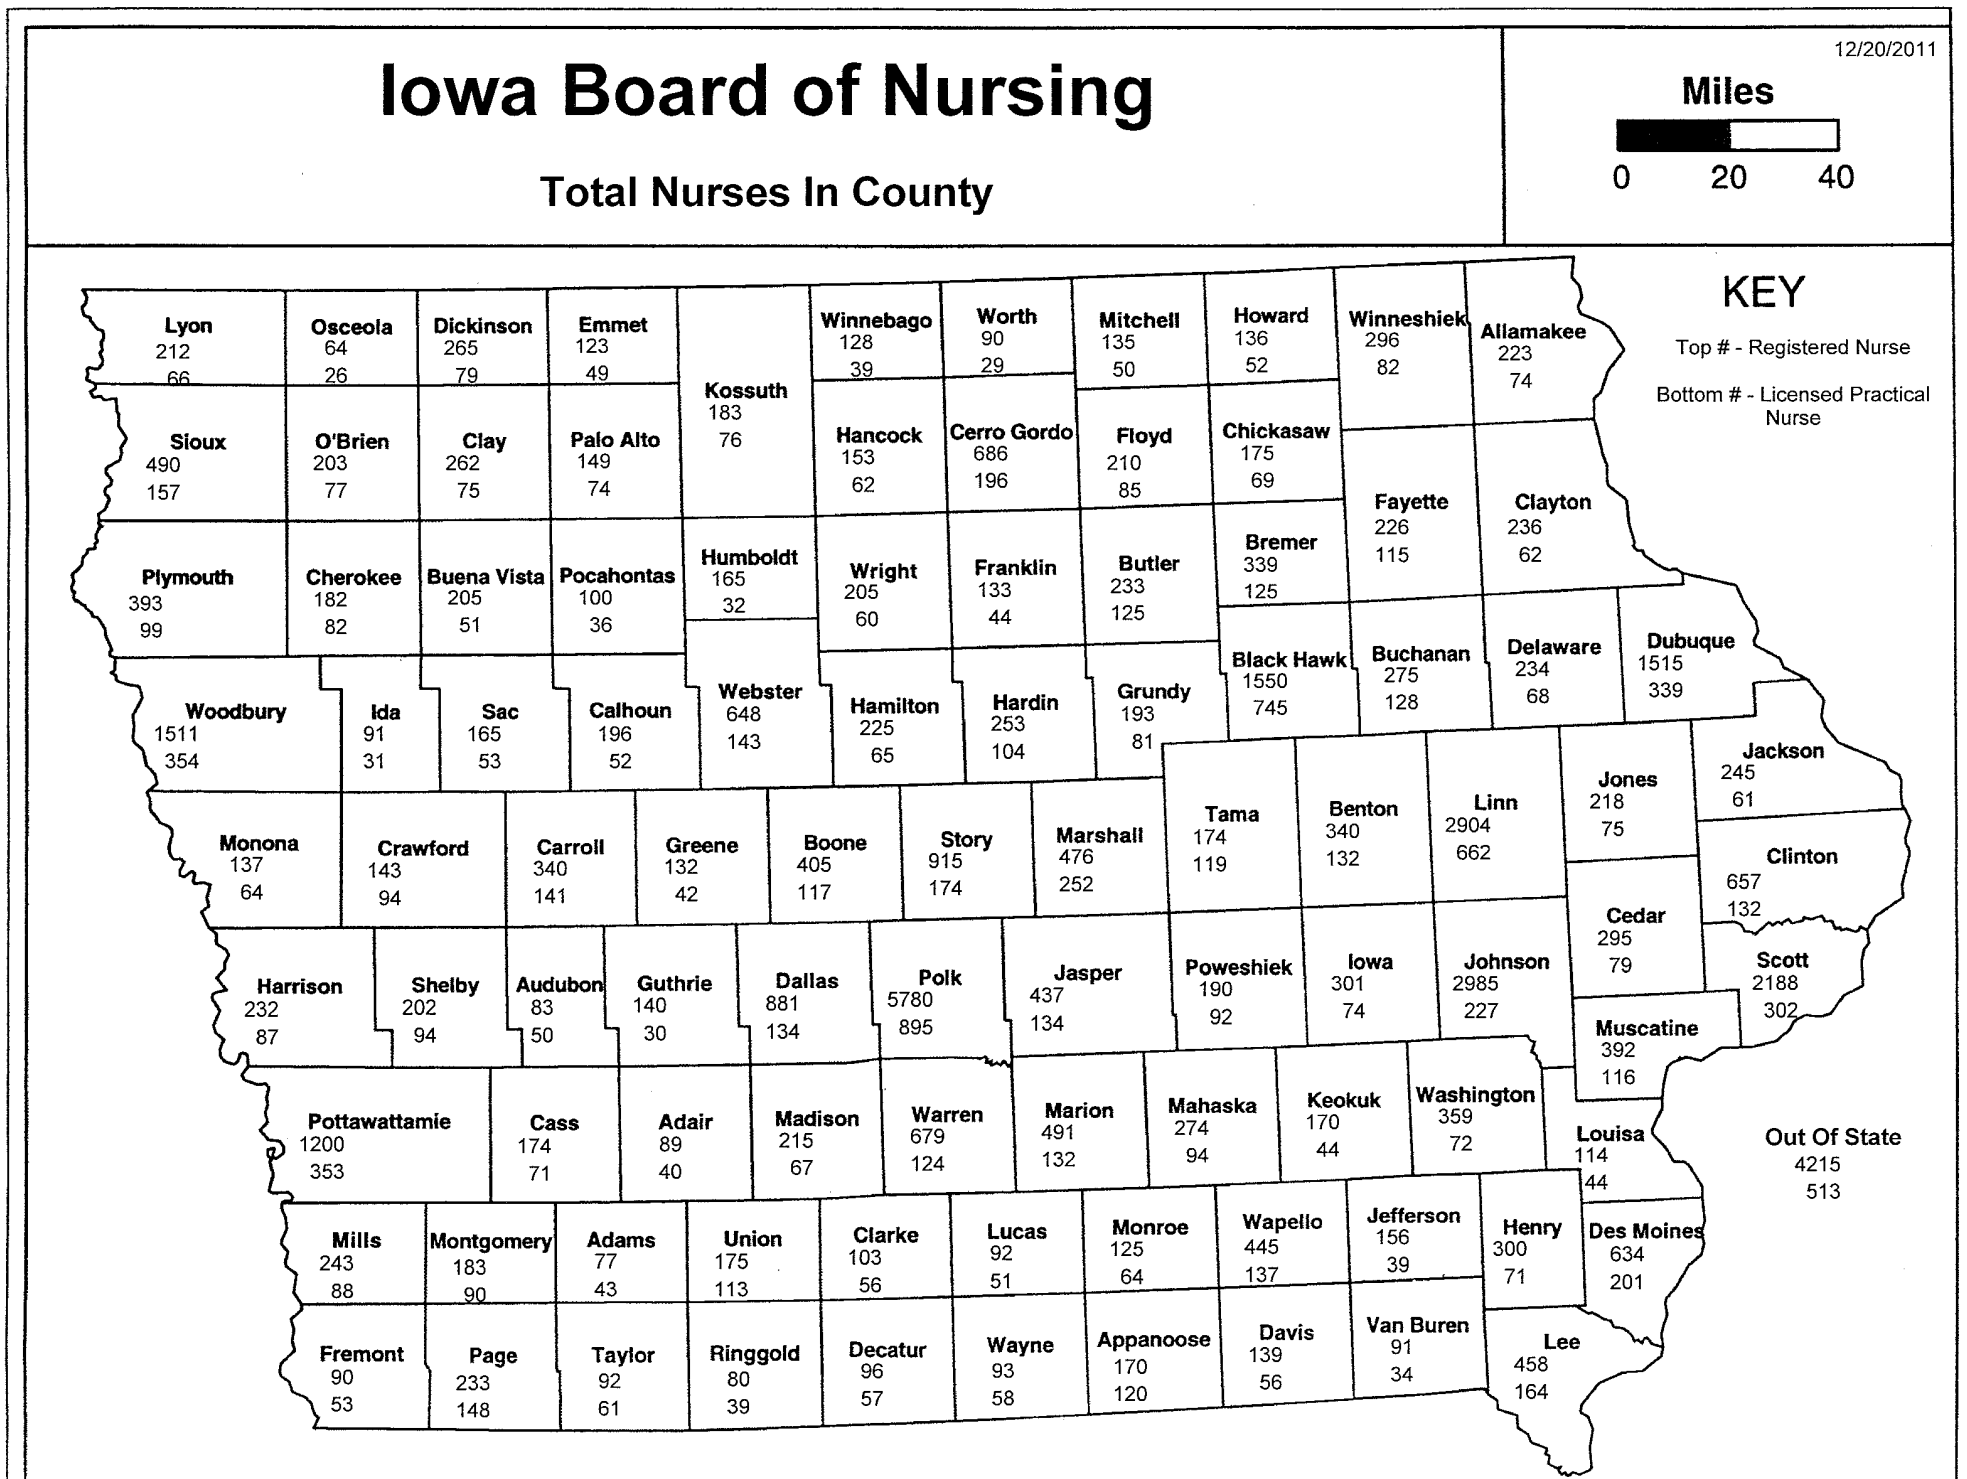 12/20/2011
Iowa Board of Nursing
Total Nurses In County
Miles
0 20 40
KEY
Top # - Registered Nurse
Bottom # - Licensed Practical
Nurse
Lyon
212
66
Osceola
64
26
Dickinson
265
79
Emmet
123
49
Kossuth
183
76
Winnebago
128
39
Worth
90
29
Mitchell
135
50
Howard
136
52
Winneshiek
296
82
Allamakee
223
74
Sioux
490
157
O'Brien
203
77
Clay
262
75
Palo Alto
149
74
Hancock
153
62
Cerro Gordo
686
196
Floyd
210
85
Chickasaw
175
69
Fayette
226
115
Clayton
236
62
Plymouth
393
99
Cherokee
182
82
Buena Vista
205
51
Pocahontas
100
36
Humboldt
165
32
Wright
205
60
Franklin
133
44
Butler
233
125
Bremer
339
125
Woodbury
1511
354
Ida
91
31
Sac
165
53
Calhoun
196
52
Webster
648
143
Hamilton
225
65
Hardin
253
104
Grundy
193
81
Black Hawk
1550
745
Buchanan
275
128
Delaware
234
68
Dubuque
1515
339
Monona
137
64
Crawford
143
94
Carroll
340
141
Greene
132
42
Boone
405
117
Story
915
174
Marshall
476
252
Tama
174
119
Benton
340
132
Linn
2904
662
Jones
218
75
Jackson
245
61
Clinton
657
132
Harrison
232
87
Shelby
202
94
Audubon
83
50
Guthrie
140
30
Dallas
881
134
Polk
5780
895
Jasper
437
134
Poweshiek
190
92
Iowa
301
74
Johnson
2985
227
Cedar
295
79
Scott
2188
302
Muscatine
392
116
Pottawattamie
1200
353
Cass
174
71
Adair
89
40
Madison
215
67
Warren
679
124
Marion
491
132
Mahaska
274
94
Keokuk
170
44
Washington
359
72
Louisa
114
44
Out Of State
4215
513
Mills
243
88
Montgomery
183
90
Adams
77
43
Union
175
113
Clarke
103
56
Lucas
92
51
Monroe
125
64
Wapello
445
137
Jefferson
156
39
Henry
300
71
Des Moines
634
201
Fremont
90
53
Page
233
148
Taylor
92
61
Ringgold
80
39
Decatur
96
57
Wayne
93
58
Appanoose
170
120
Davis
139
56
Van Buren
91
34
Lee
458
164